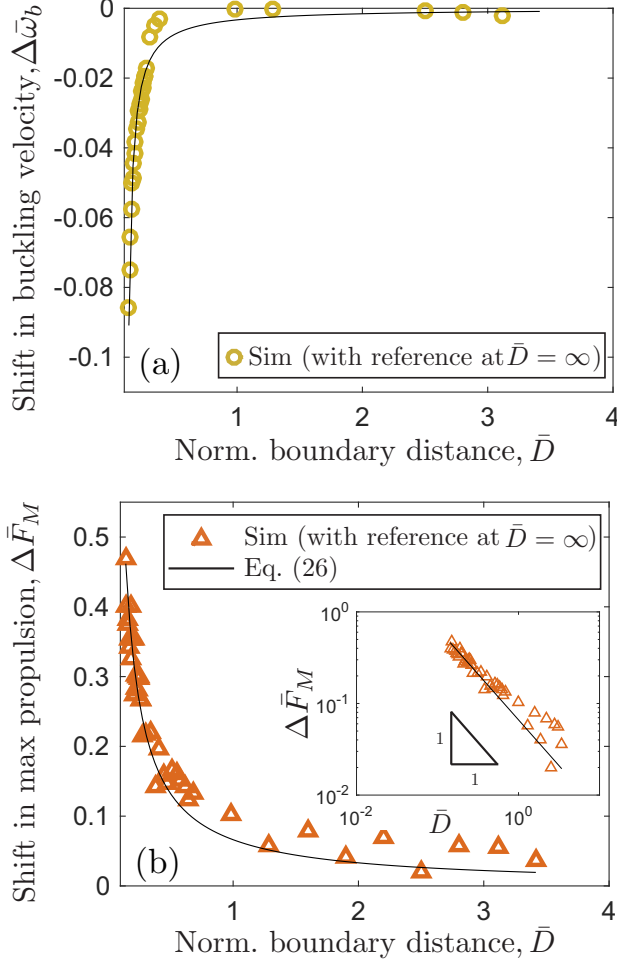 0
-0.02
-0.04
-0.06
-0.08
-0.1
Shift in buckling velocity, Δω̄_b
(a)
Sim (with reference at D̄ = ∞)
1
2
3
4
Norm. boundary distance, D̄
0.5
0.4
0.3
0.2
0.1
0
Shift in max propulsion, ΔF̄_M
Sim (with reference at D̄ = ∞)
Eq. (26)
10^0
10^-1
10^-2
ΔF̄_M
1
1
10^-2
10^0
D̄
(b)
1
2
3
4
Norm. boundary distance, D̄